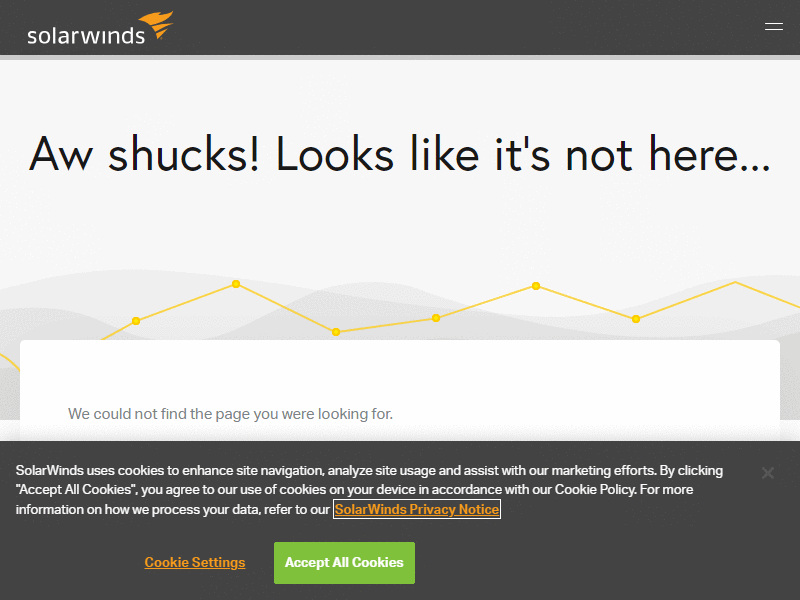 solarwinds
Aw shucks! Looks like it's not here...
We could not find the page you were looking for.
SolarWinds uses cookies to enhance site navigation, analyze site usage and assist with our marketing efforts. By clicking
"Accept All Cookies", you agree to our use of cookies on your device in accordance with our Cookie Policy. For more
information on how we process your data, refer to our SolarWinds Privacy Notice
Cookie Settings
Accept All Cookies